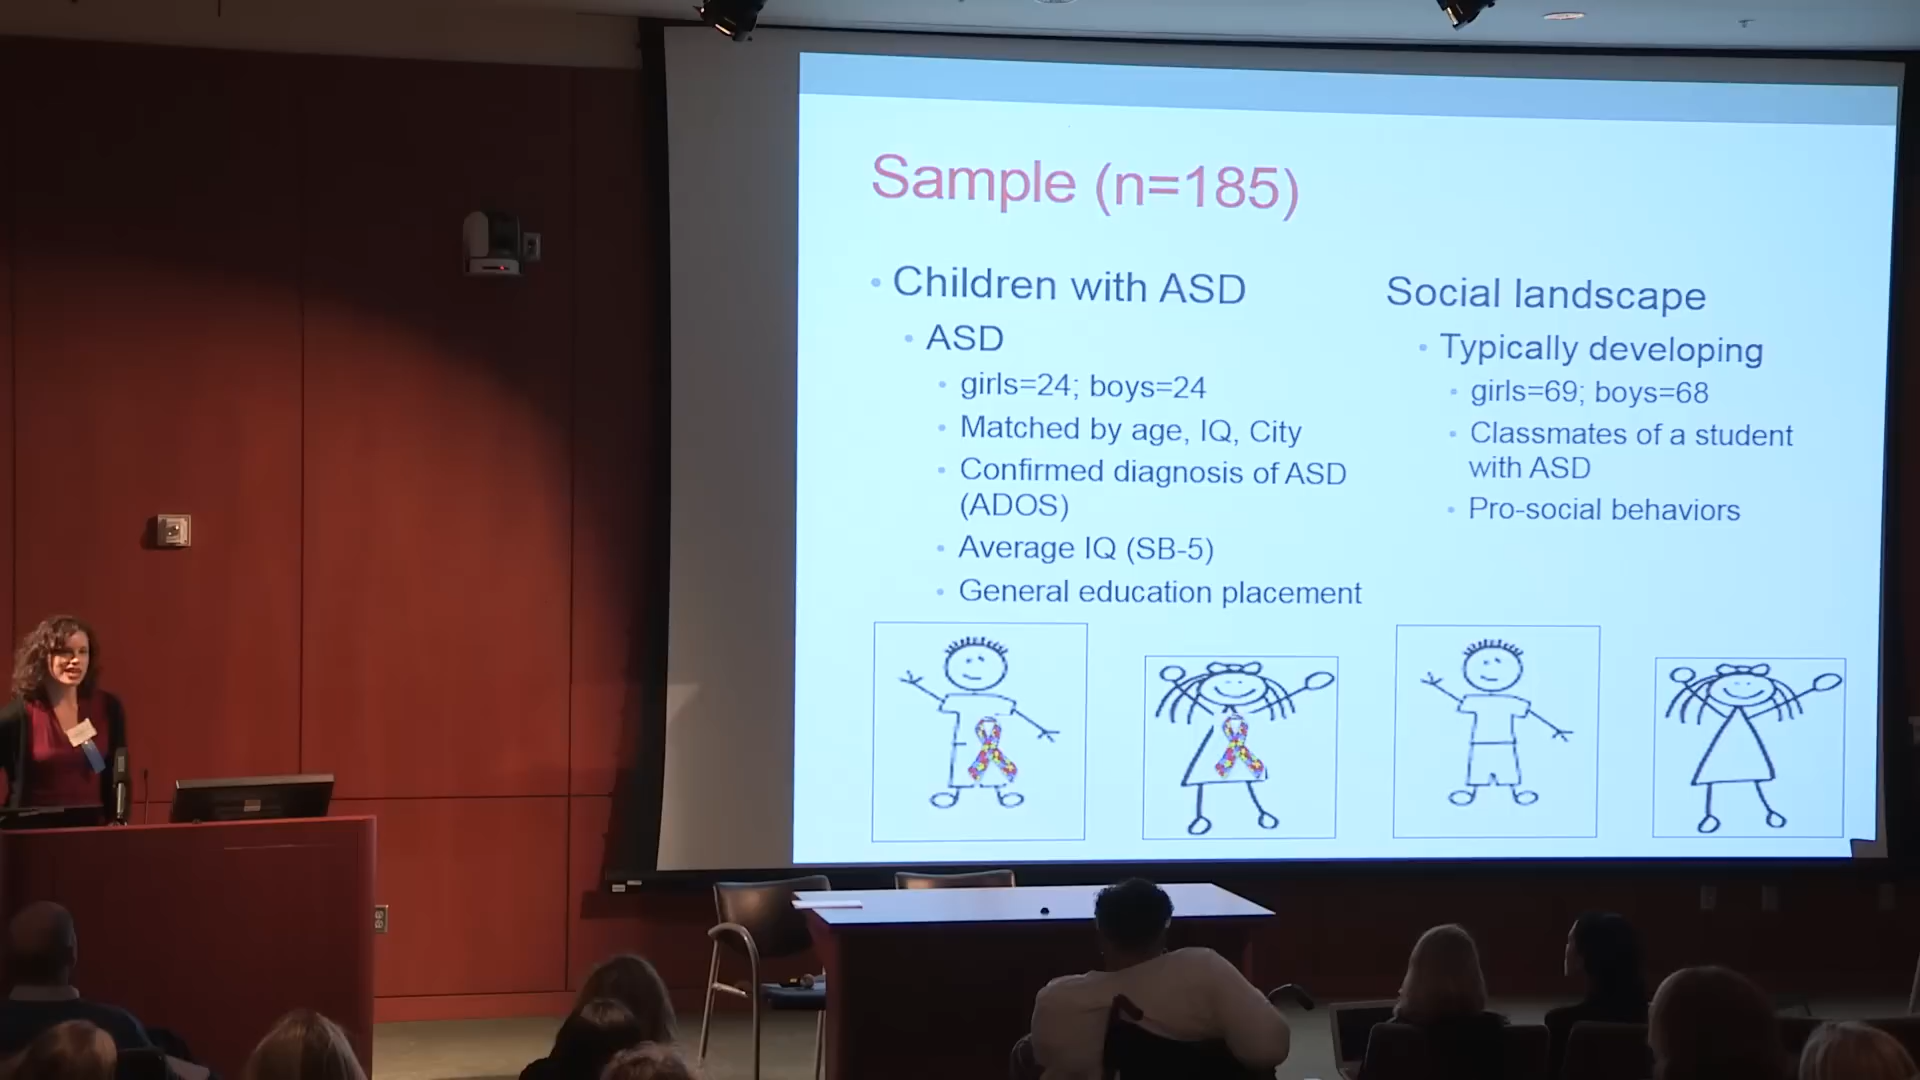 Sample (n=185)
• Children with ASD
• ASD
• girls=24; boys=24
• Matched by age, IQ, City
• Confirmed diagnosis of ASD
(ADOS)
• Average IQ (SB-5)
• General education placement
Social landscape
• Typically developing
• girls=69; boys=68
• Classmates of a student
with ASD
• Pro-social behaviors